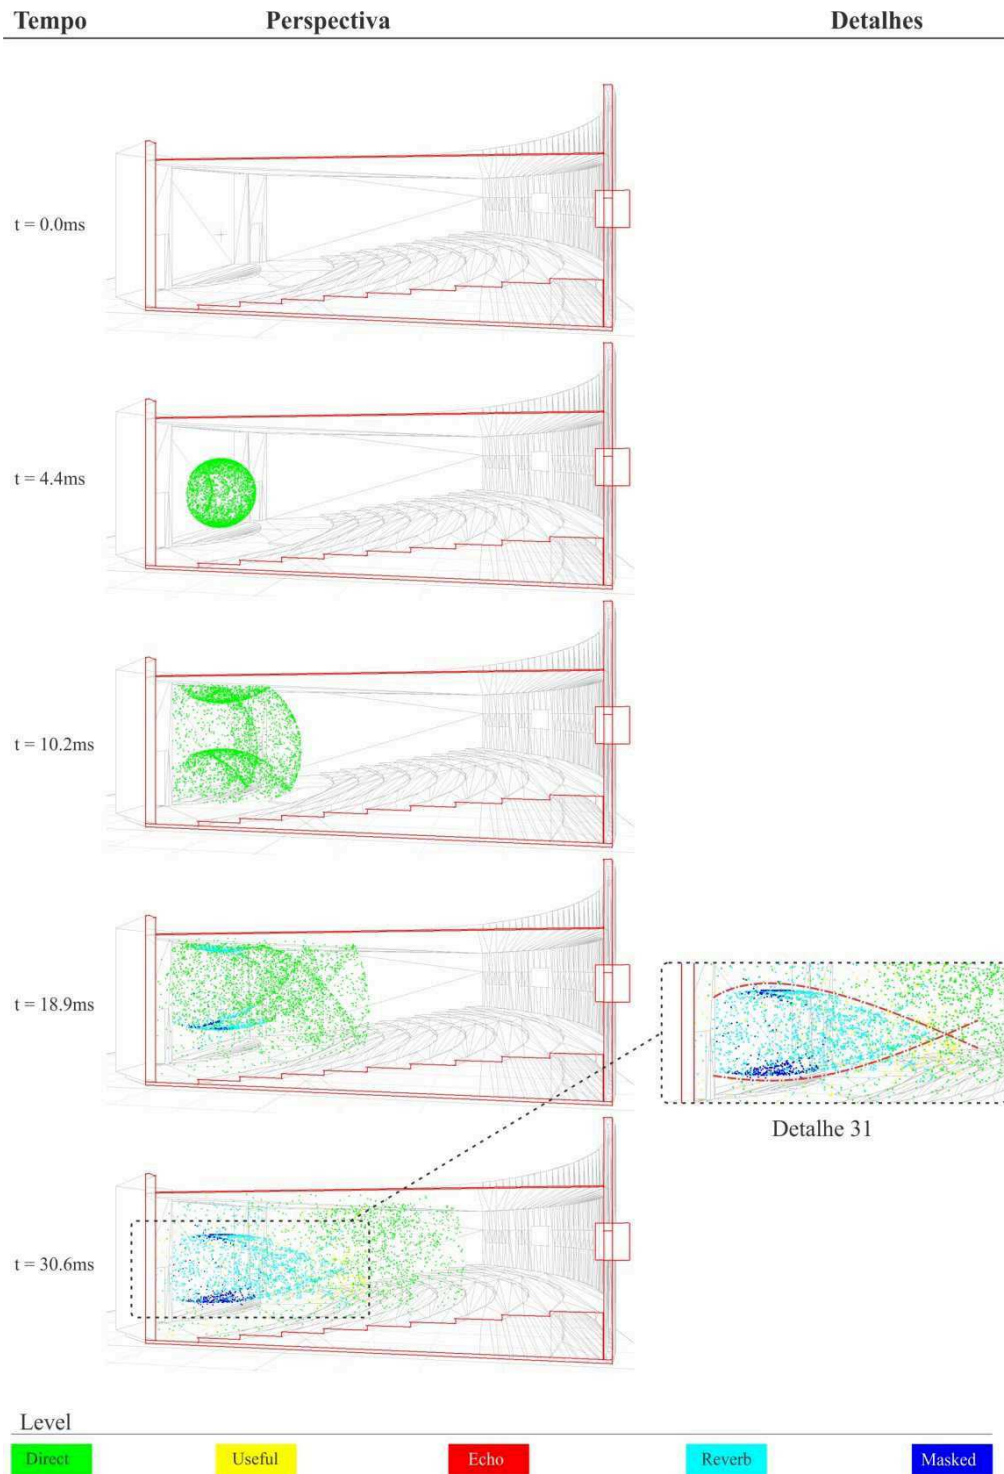 Tempo Perspectiva Detalhes
t = 0.0ms
t = 4.4ms
t = 10.2ms
t = 18.9ms
Detalhe 31
t = 30.6ms
Level
Direct Useful Echo Reverb Masked